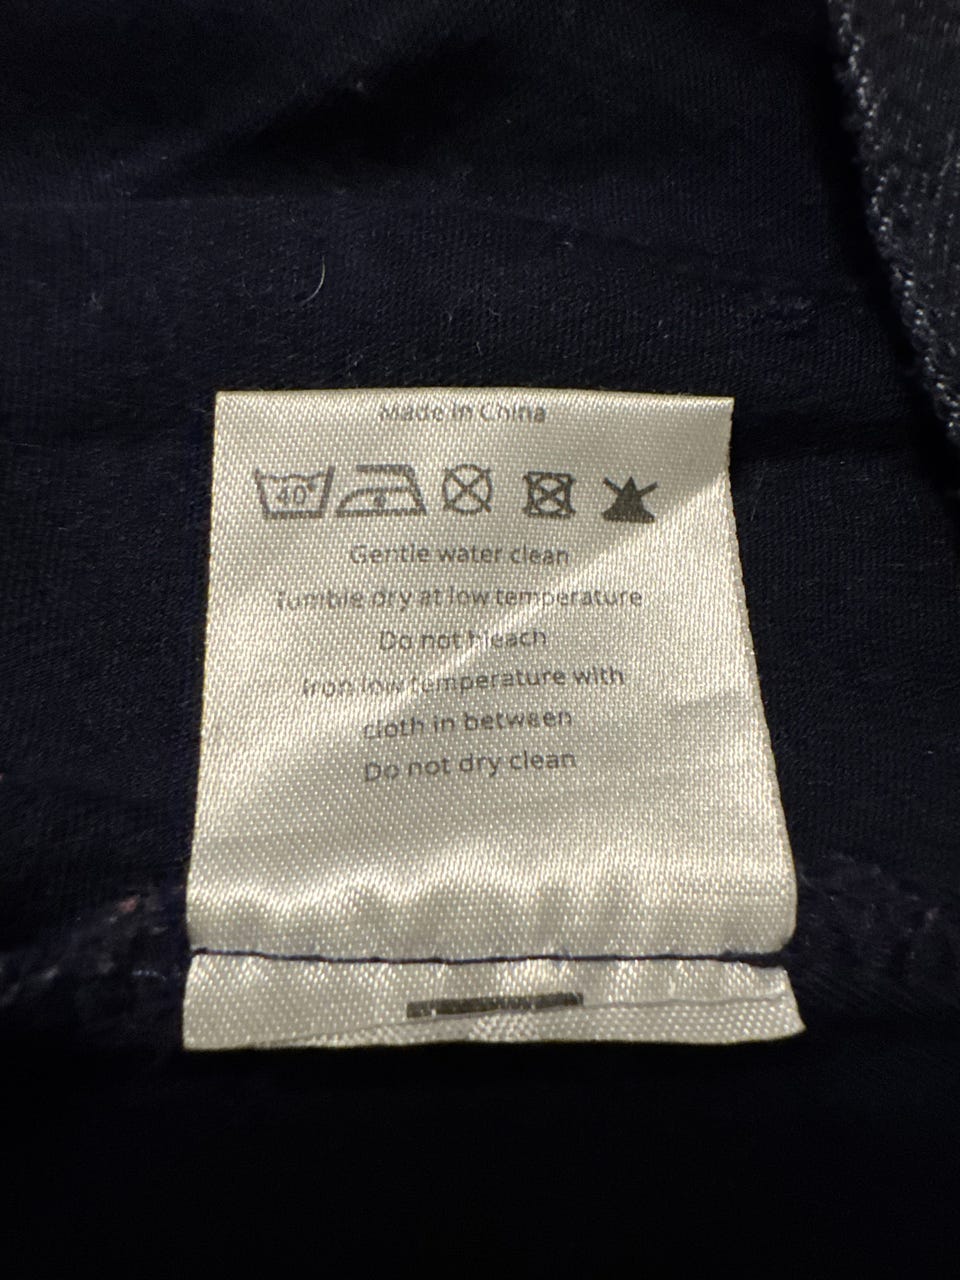 Made in China
40°
Gentle water clean
Tumble dry at low temperature
Do not bleach
Iron low temperature with
cloth in between
Do not dry clean